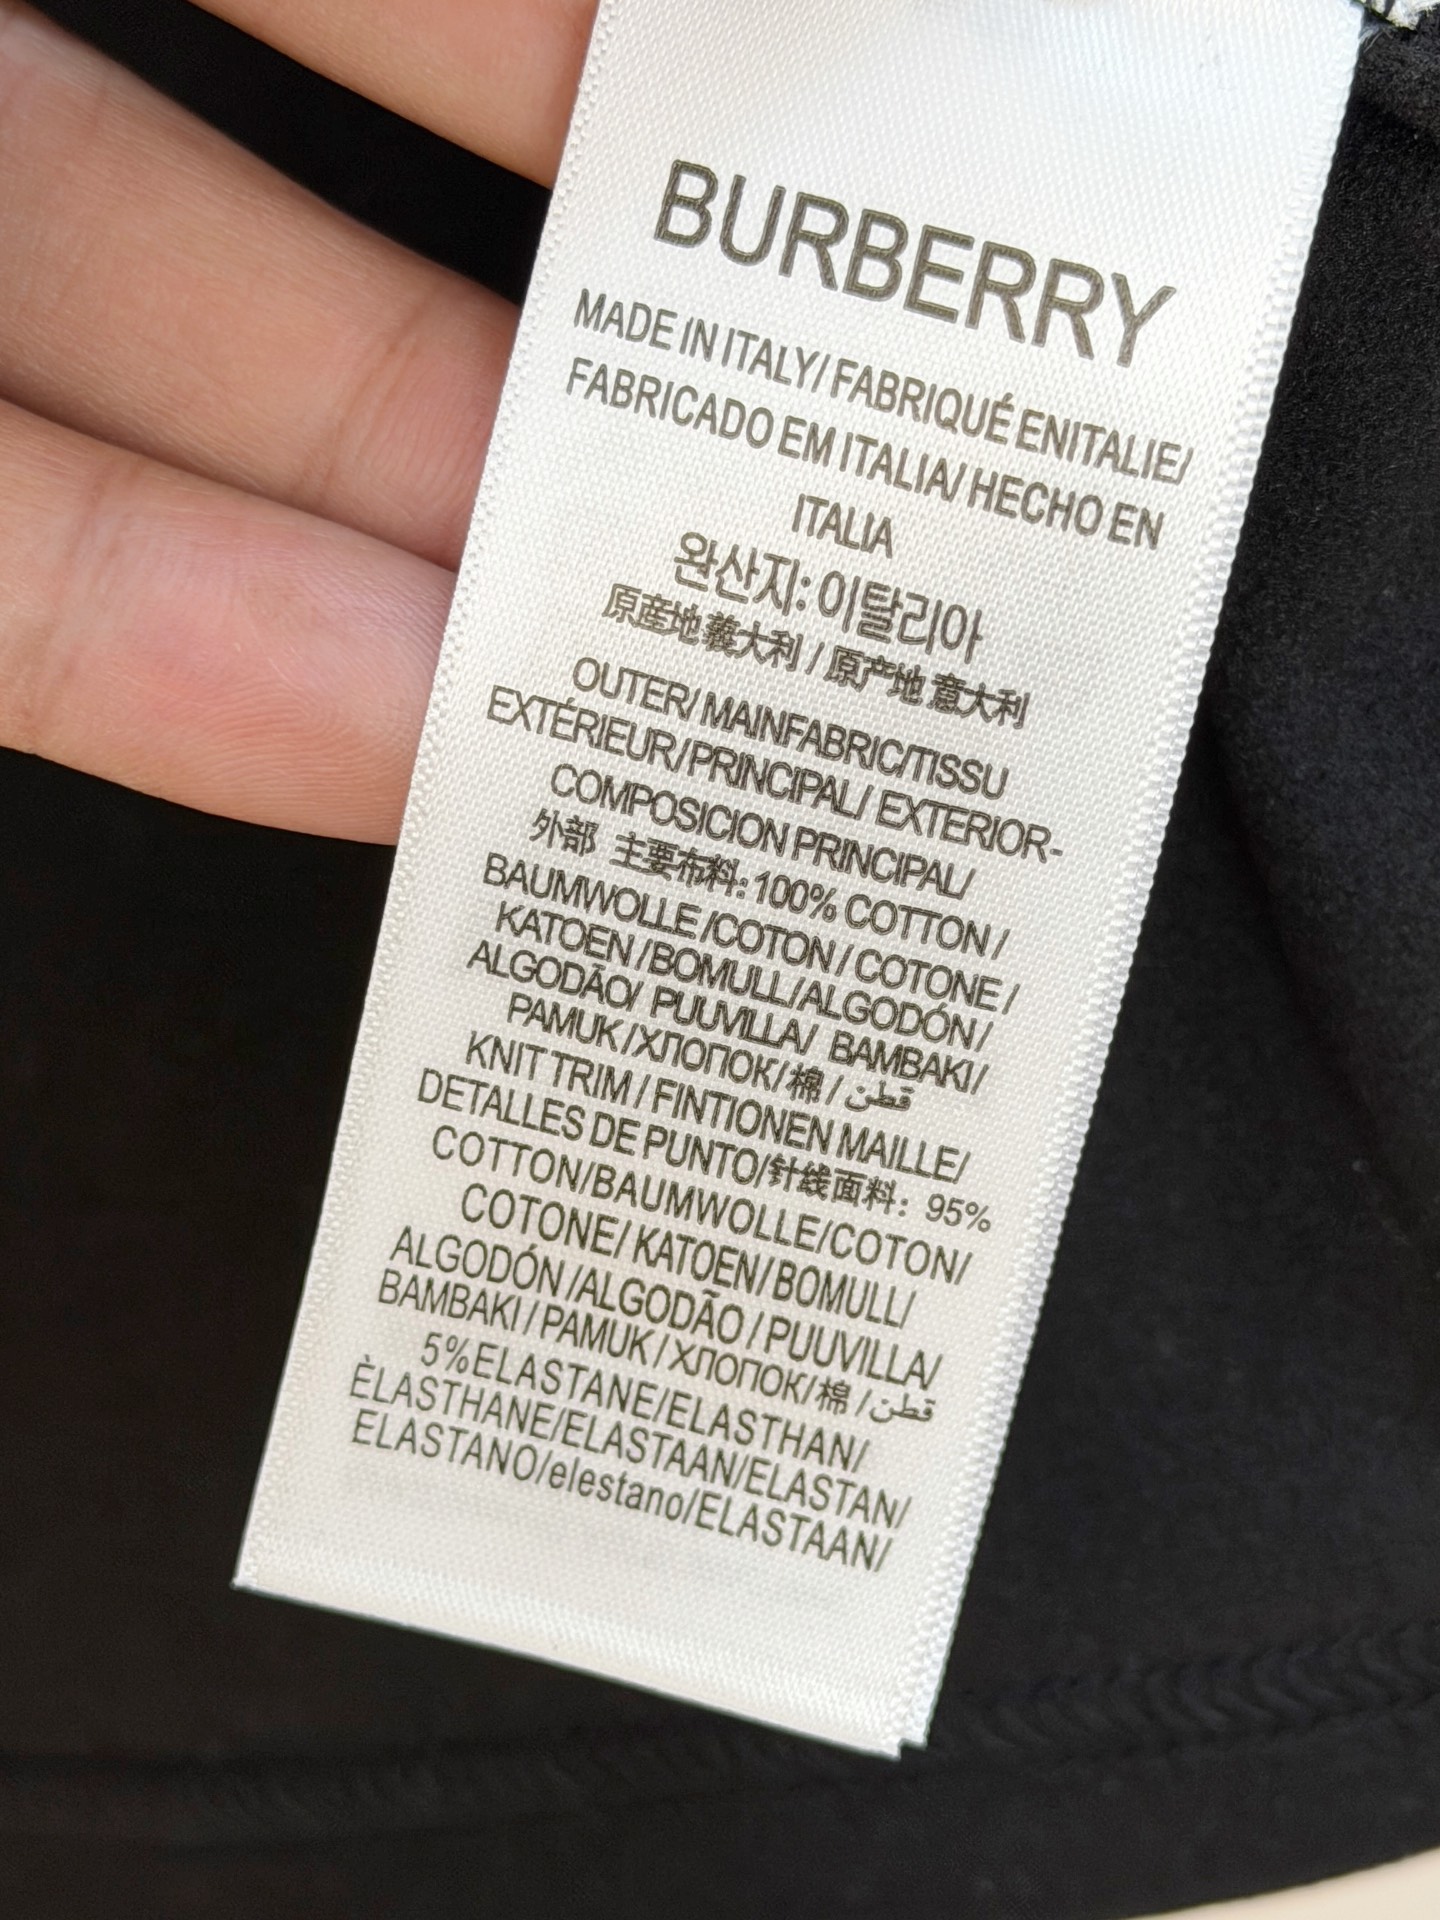 BURBERRY
MADE IN ITALY/ FABRIQUÉ ENITALIE/
FABRICADO EM ITALIA/ HECHO EN
ITALIA
완산지: 이탈리아
原産地 義大利 / 原产地 意大利
OUTER/ MAINFABRIC/TISSU
EXTÉRIEUR/PRINCIPAL/ EXTERIOR-
COMPOSICION PRINCIPAL/
外部 主要布料: 100% COTTON /
BAUMWOLLE /COTON / COTONE /
KATOEN /BOMULL/ALGODÓN /
ALGODÃO/ PUUVILLA/ BAMBAKI /
PAMUK /ХЛОПОК/ 棉 / قطن
KNIT TRIM / FINTIONEN MAILLE/
DETALLES DE PUNTO/针线面料: 95%
COTTON/BAUMWOLLE/COTON/
COTONE/ KATOEN/BOMULL/
ALGODÓN /ALGODÃO / PUUVILLA/
BAMBAKI / PAMUK / ХЛОПОК/ 棉 / قطن
5%ELASTANE/ELASTHAN/
ÈLASTHANE/ELASTAAN/ELASTAN/
ELASTANO/elestano/ELASTAAN/